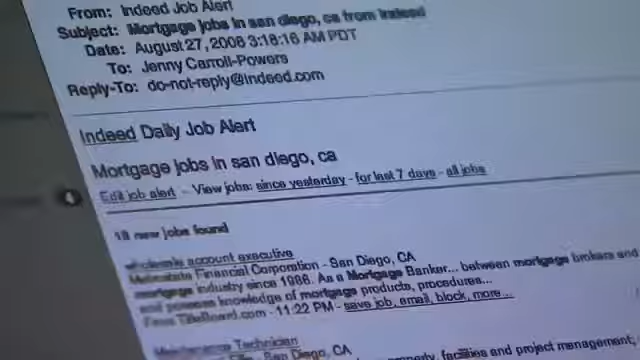 From: Indeed Job Alert
Subject: Mortgage jobs in san diego, ca from Indeed
Date: August 27, 2008 3:18:16 AM PDT
To: Jenny Carroll-Powers
Reply-To: do-not-reply@indeed.com
Indeed Daily Job Alert
Mortgage jobs in san diego, ca
Edit job alert - View jobs: since yesterday - for last 7 days - all jobs
new jobs found
wholesale account executive
Financial Corporation - San Diego, CA
mortgage industry since 1986. As a Mortgage Banker... between mortgage brokers and
and possess knowledge of mortgage products, procedures...
From TitleBoard.com - 11:22 PM - save job, email, block, more...
Maintenance Technician
San Diego, CA
facilities and project management,